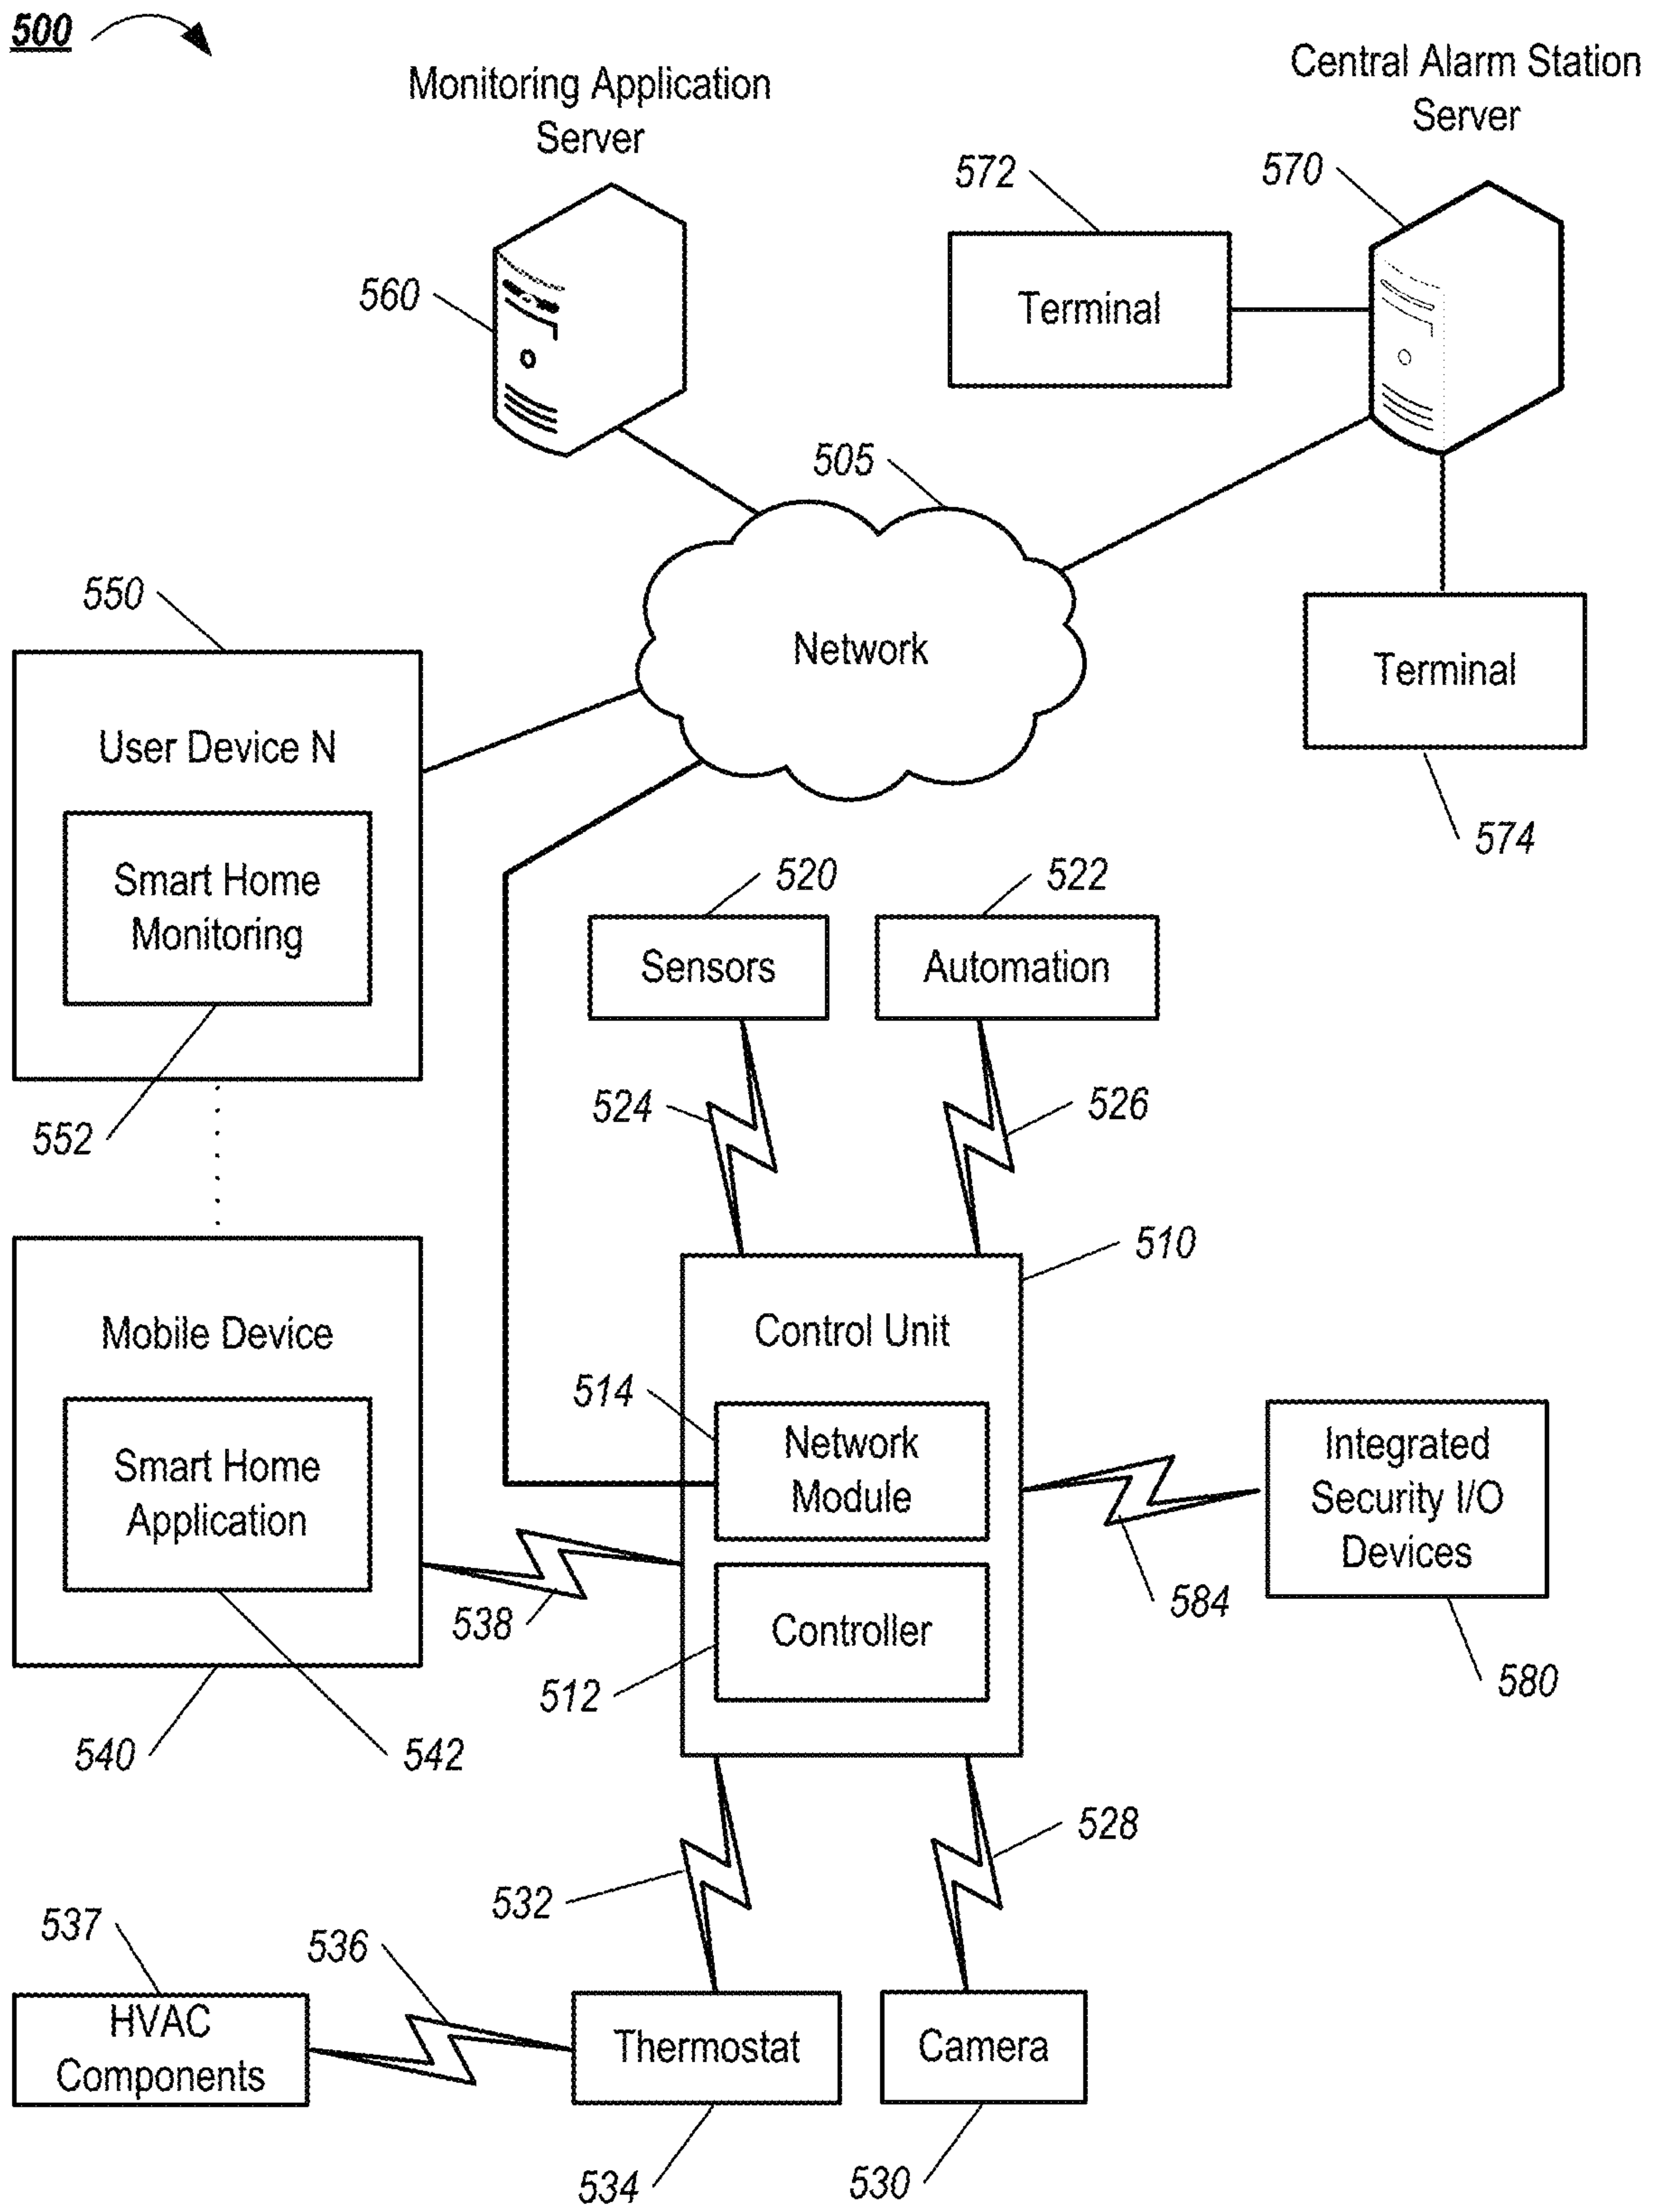 500
Monitoring Application
Server
Central Alarm Station
Server
572
570
560
Terminal
505
550
Network
Terminal
User Device N
574
Smart Home
Monitoring
520
522
Sensors
Automation
524
526
552
510
Mobile Device
Control Unit
514
Network
Module
Integrated
Security I/O
Devices
Smart Home
Application
538
584
Controller
512
580
540
542
528
532
537
536
HVAC
Components
Thermostat
Camera
534
530